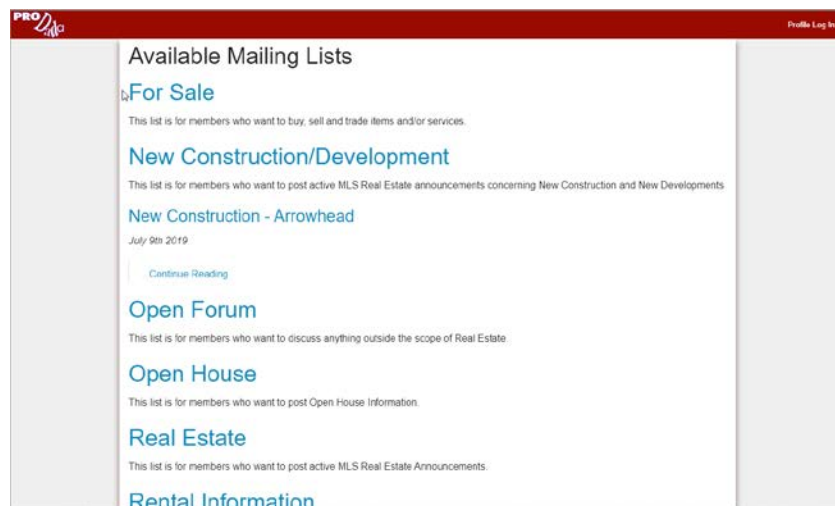 PRO
Profile Log In
Available Mailing Lists
For Sale
This list is for members who want to buy, sell and trade items and/or services.
New Construction/Development
This list is for members who want to post active MLS Real Estate announcements concerning New Construction and New Developments
New Construction - Arrowhead
July 9th 2019
Continue Reading
Open Forum
This list is for members who want to discuss anything outside the scope of Real Estate.
Open House
This list is for members who want to post Open House Information.
Real Estate
This list is for members who want to post active MLS Real Estate Announcements.
Rental Information